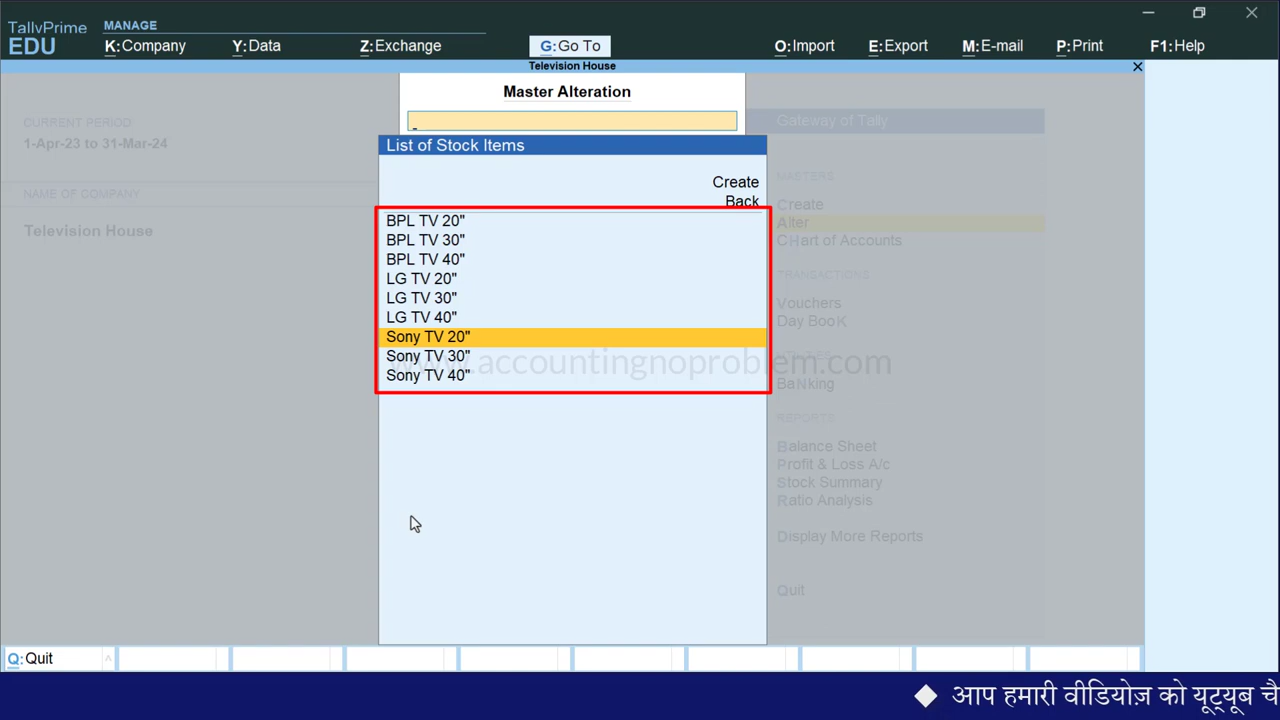 TallyPrime
EDU
MANAGE
K:Company
Y:Data
Z:Exchange
G:Go To
O:Import
E:Export
M:E-mail
P:Print
F1:Help
Television House
Master Alteration
List of Stock Items
Create
Back
BPL TV 20"
BPL TV 30"
BPL TV 40"
LG TV 20"
LG TV 30"
LG TV 40"
Sony TV 20"
Sony TV 30"
Sony TV 40"
www.accountingnoproblem.com
CURRENT PERIOD
1-Apr-23 to 31-Mar-24
NAME OF COMPANY
Television House
Gateway of Tally
MASTERS
Create
Alter
CHart of Accounts
TRANSACTIONS
Vouchers
Day BooK
BaNking
REPORTS
Balance Sheet
Profit & Loss A/c
Stock Summary
Ratio Analysis
Display More Reports
Quit
Q:Quit
आप हमारी वीडियोज़ को यूट्यूब चै